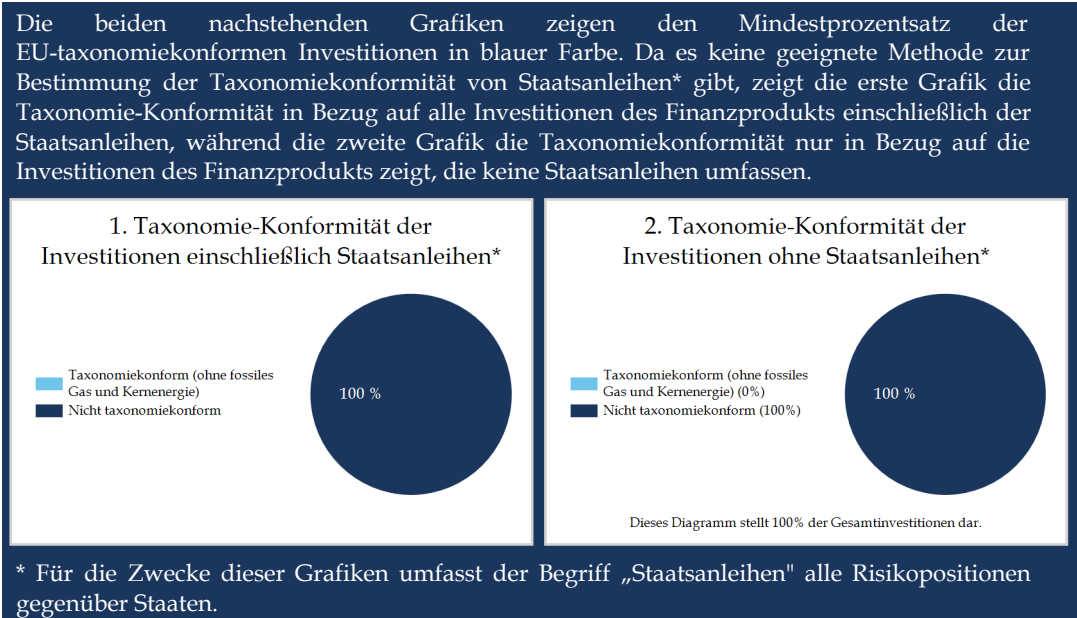 Die beiden nachstehenden Grafiken zeigen den Mindestprozentsatz der
EU-taxonomiekonformen Investitionen in blauer Farbe. Da es keine geeignete Methode zur
Bestimmung der Taxonomiekonformität von Staatsanleihen* gibt, zeigt die erste Grafik die
Taxonomie-Konformität in Bezug auf alle Investitionen des Finanzprodukts einschließlich der
Staatsanleihen, während die zweite Grafik die Taxonomiekonformität nur in Bezug auf die
Investitionen des Finanzprodukts zeigt, die keine Staatsanleihen umfassen.
1. Taxonomie-Konformität der
Investitionen einschließlich Staatsanleihen*
Taxonomiekonform (ohne fossiles
Gas und Kernenergie)
Nicht taxonomiekonform
100 %
2. Taxonomie-Konformität der
Investitionen ohne Staatsanleihen*
Taxonomiekonform (ohne fossiles
Gas und Kernenergie) (0%)
Nicht taxonomiekonform (100%)
100 %
Dieses Diagramm stellt 100% der Gesamtinvestitionen dar.
* Für die Zwecke dieser Grafiken umfasst der Begriff „Staatsanleihen" alle Risikopositionen
gegenüber Staaten.